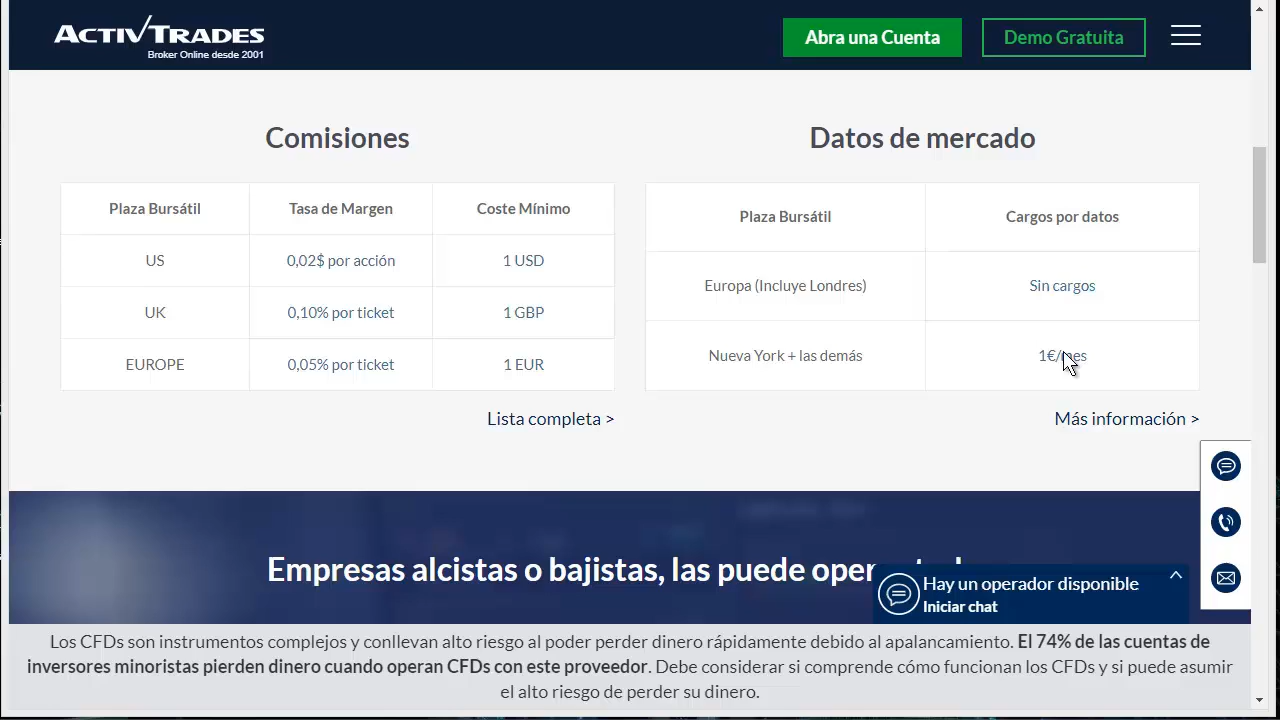 ACTIVTRADES
Broker Online desde 2001
Abra una Cuenta
Demo Gratuita
Comisiones
Plaza Bursátil Tasa de Margen Coste Mínimo
US 0,02$ por acción 1 USD
UK 0,10% por ticket 1 GBP
EUROPE 0,05% por ticket 1 EUR
Lista completa >
Datos de mercado
Plaza Bursátil Cargos por datos
Europa (Incluye Londres) Sin cargos
Nueva York + las demás 1€/mes
Más información >
Empresas alcistas o bajistas, las puede
Hay un operador disponible
Iniciar chat
Los CFDs son instrumentos complejos y conllevan alto riesgo al poder perder dinero rápidamente debido al apalancamiento. El 74% de las cuentas de
inversores minoristas pierden dinero cuando operan CFDs con este proveedor. Debe considerar si comprende cómo funcionan los CFDs y si puede asumir
el alto riesgo de perder su dinero.